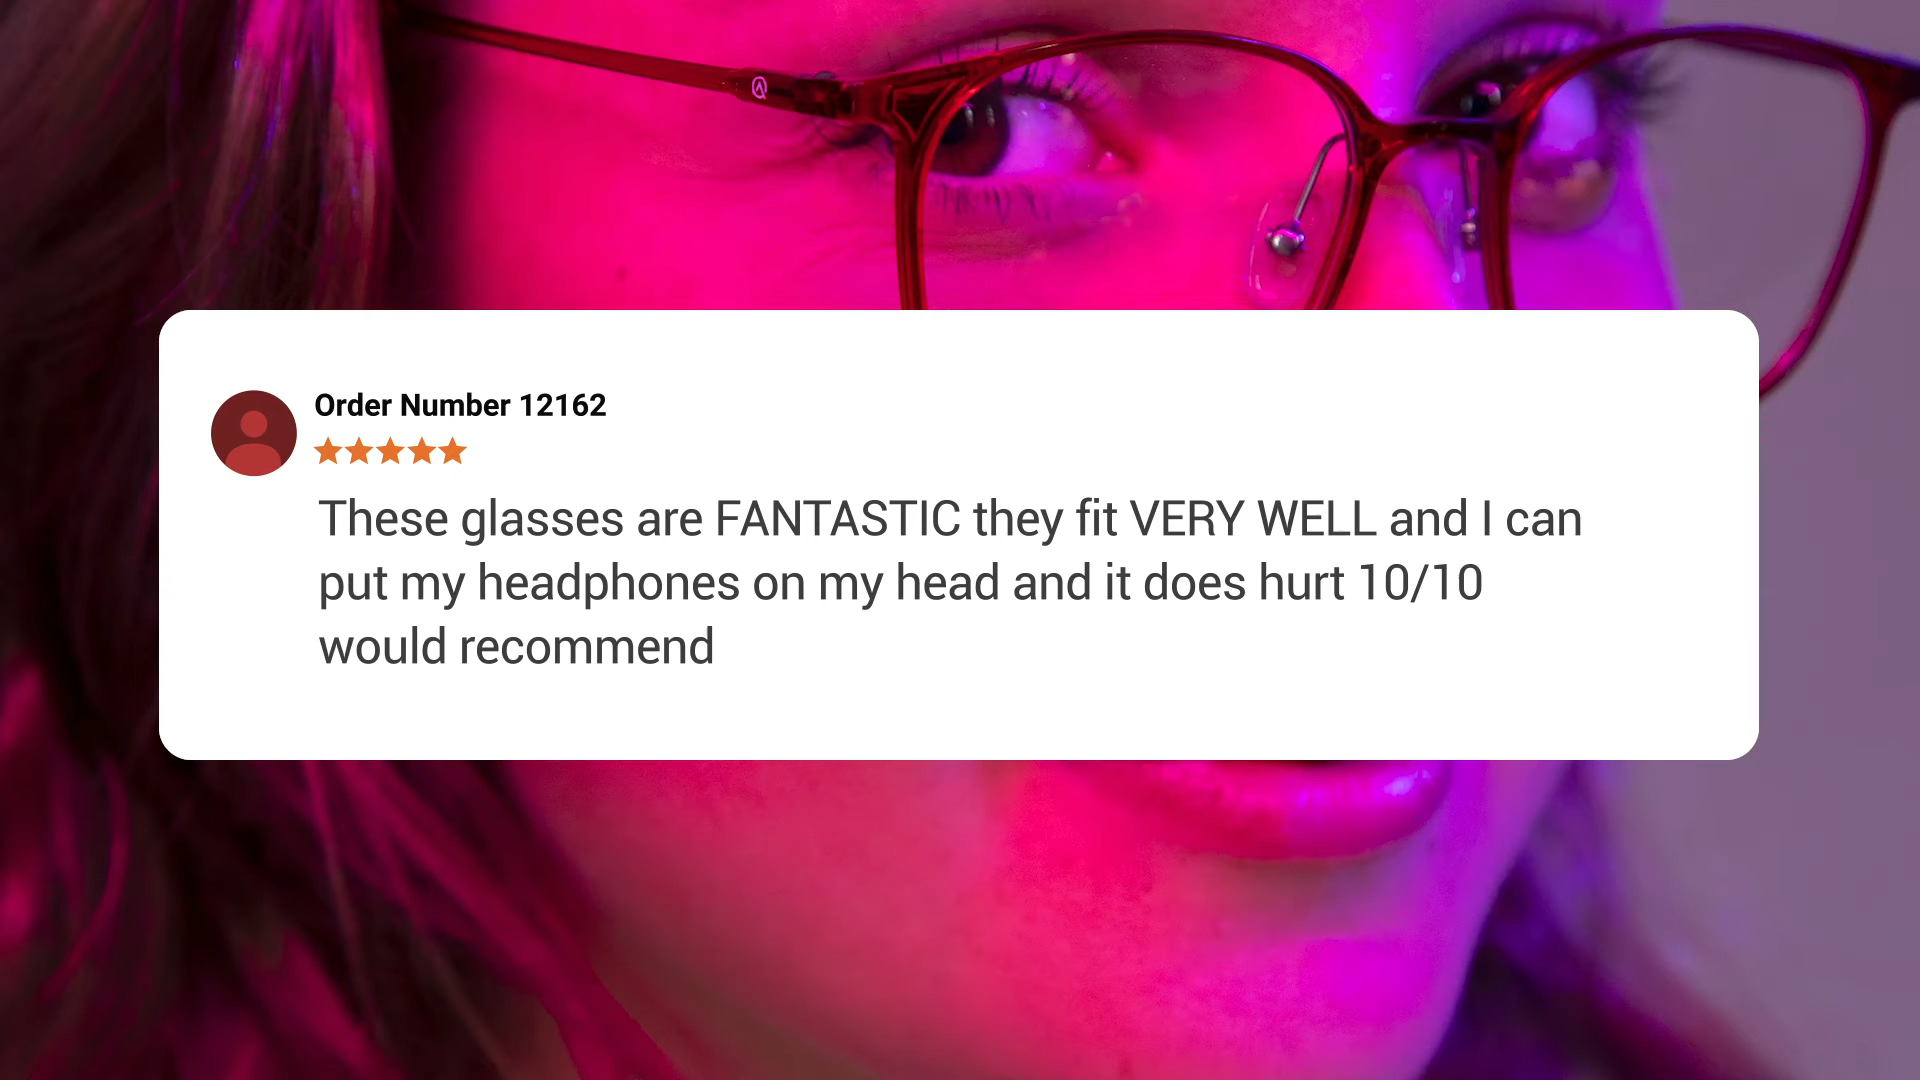 Order Number 12162
These glasses are FANTASTIC they fit VERY WELL and I can
put my headphones on my head and it does hurt 10/10
would recommend